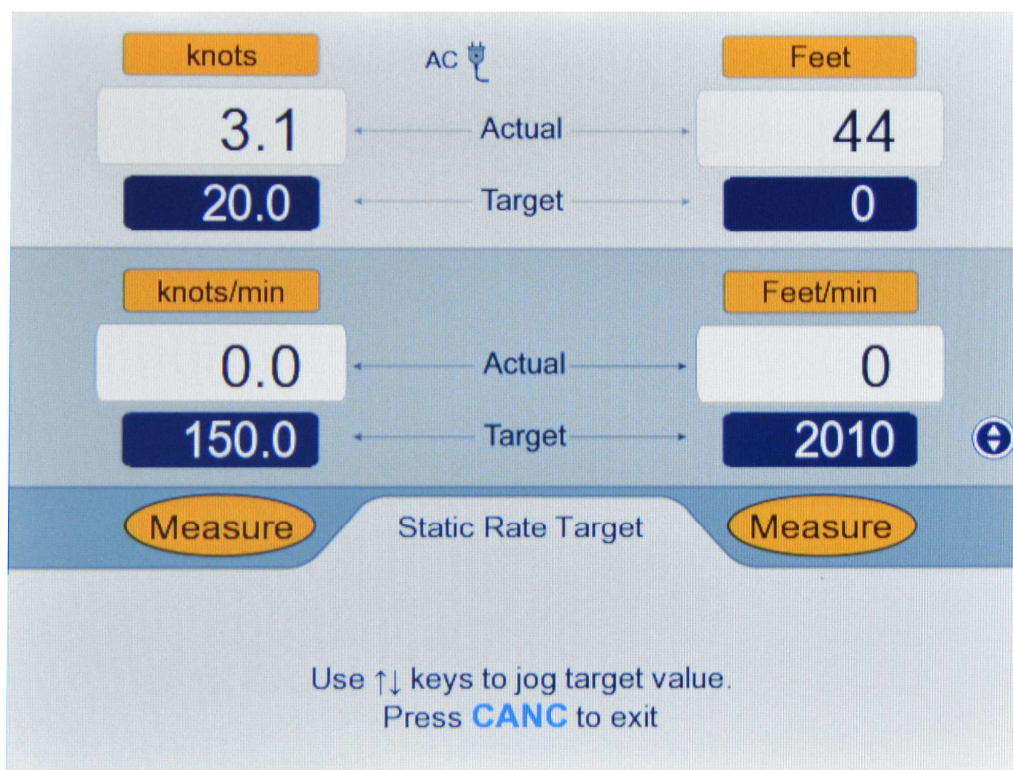 knots AC Feet
3.1 Actual 44
20.0 Target 0
knots/min Feet/min
0.0 Actual 0
150.0 Target 2010
Measure Static Rate Target Measure
Use ↑↓ keys to jog target value.
Press CANC to exit